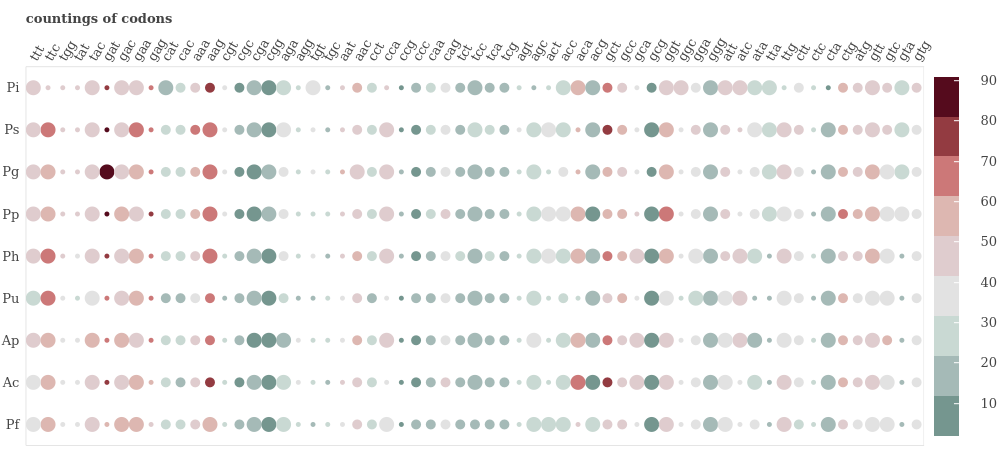 countings of codons
ttt ttc tgg tat tac gat gac gaa gag cat cac aaa aag cgt cgc cga cgg aga agg tgt tgc aat aac cct cca ccg ccc caa cag tct tcc tca tcg agt agc act acc aca acg gct gcc gca gcg ggt ggc gga ggg att atc ata tta ttg ctt ctc cta ctg atg gtt gtc gta gtg
Pi
Ps
Pg
Pp
Ph
Pu
Ap
Ac
Pf
90
80
70
60
50
40
30
20
10